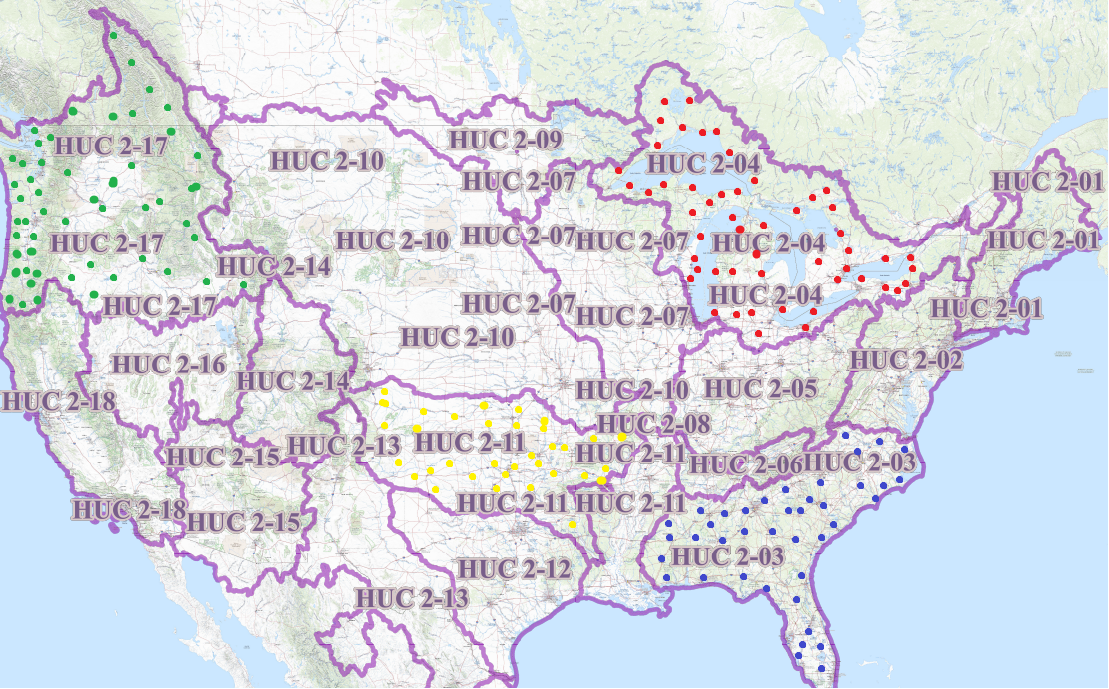 HUC 2-09
HUC 2-17
HUC 2-10
HUC 2-04
HUC 2-07
HUC 2-01
HUC 2-17
HUC 2-10
HUC 2-07
HUC 2-07
HUC 2-04
HUC 2-01
HUC 2-14
HUC 2-04
HUC 2-17
HUC 2-07
HUC 2-07
HUC 2-01
HUC 2-10
HUC 2-16
HUC 2-02
HUC 2-14
HUC 2-10
HUC 2-05
HUC 2-18
HUC 2-08
HUC 2-13
HUC 2-11
HUC 2-11
HUC 2-15
HUC 2-06
HUC 2-03
HUC 2-11
HUC 2-11
HUC 2-18
HUC 2-15
HUC 2-03
HUC 2-12
HUC 2-13